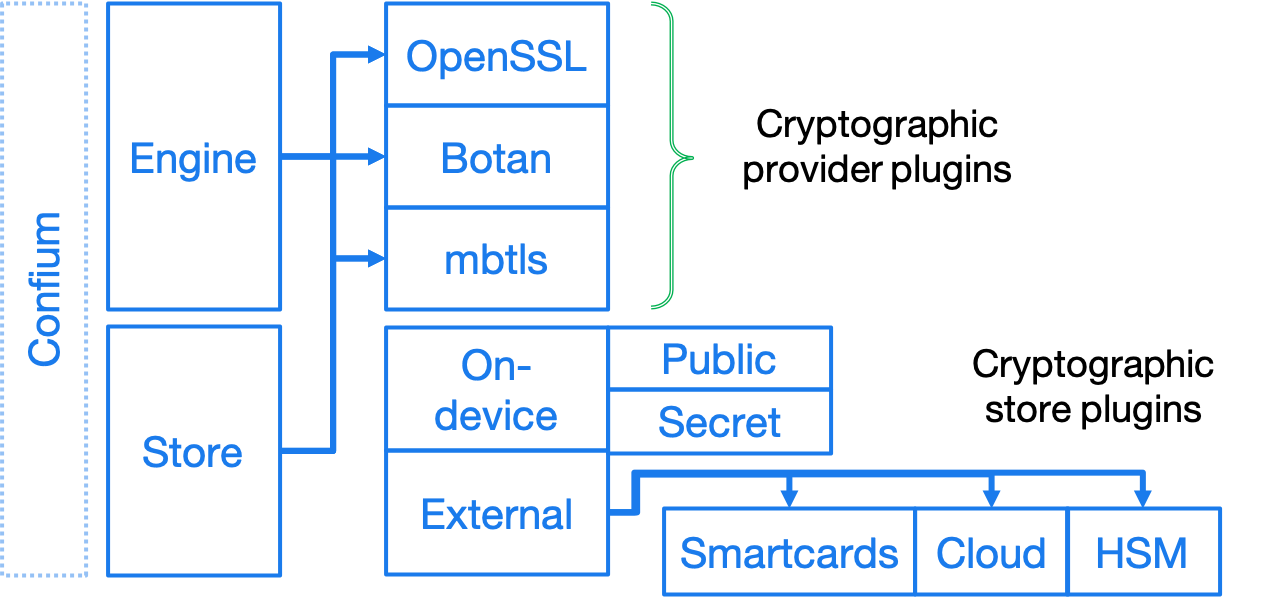 Confium
Engine
OpenSSL
Botan
mbtls
Cryptographic
provider plugins
Store
On-
device
Public
Secret
External
Cryptographic
store plugins
Smartcards
Cloud
HSM